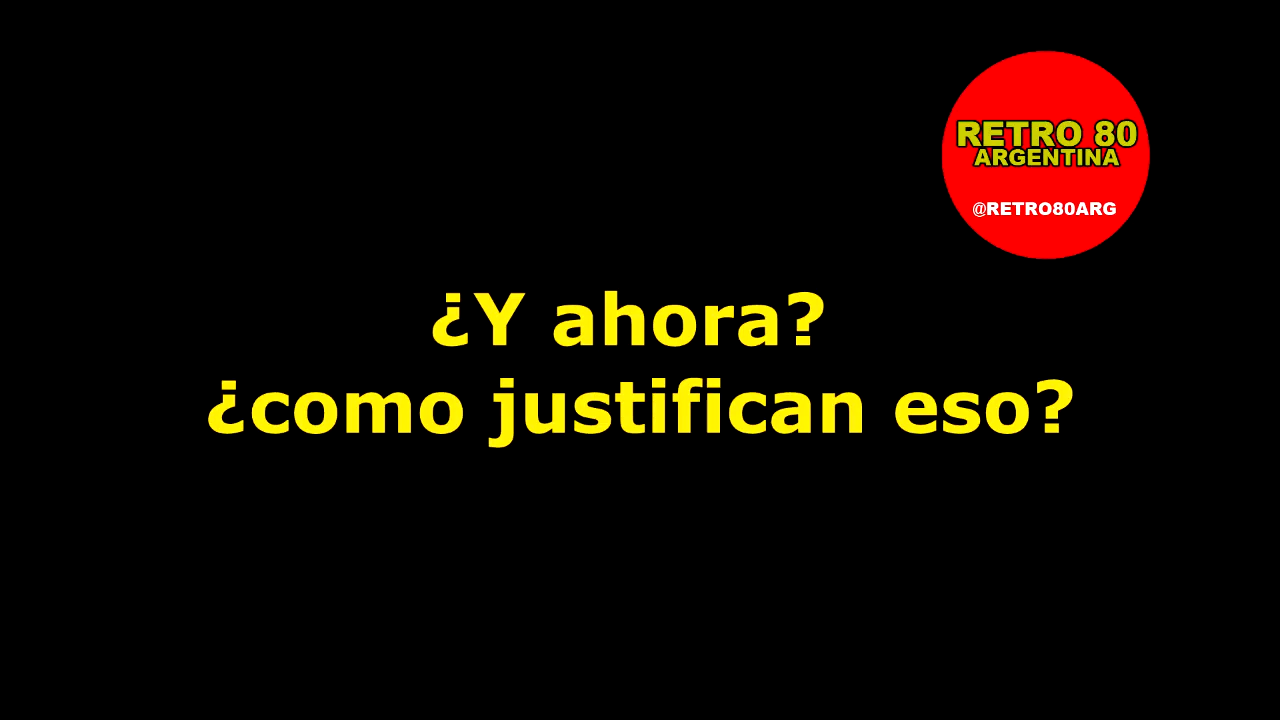 RETRO 80
ARGENTINA
@RETRO80ARG
¿Y ahora?
¿como justifican eso?